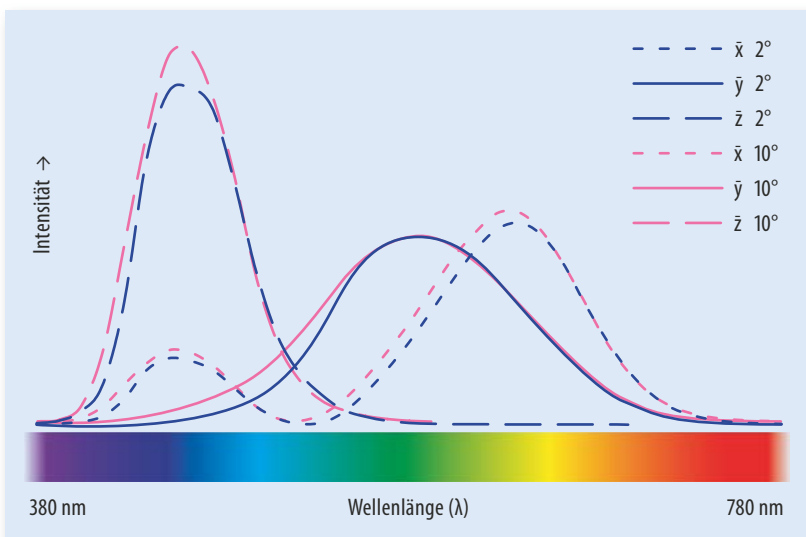 x̄ 2°
ȳ 2°
z̄ 2°
x̄ 10°
ȳ 10°
z̄ 10°
Intensität →
380 nm
Wellenlänge (λ)
780 nm